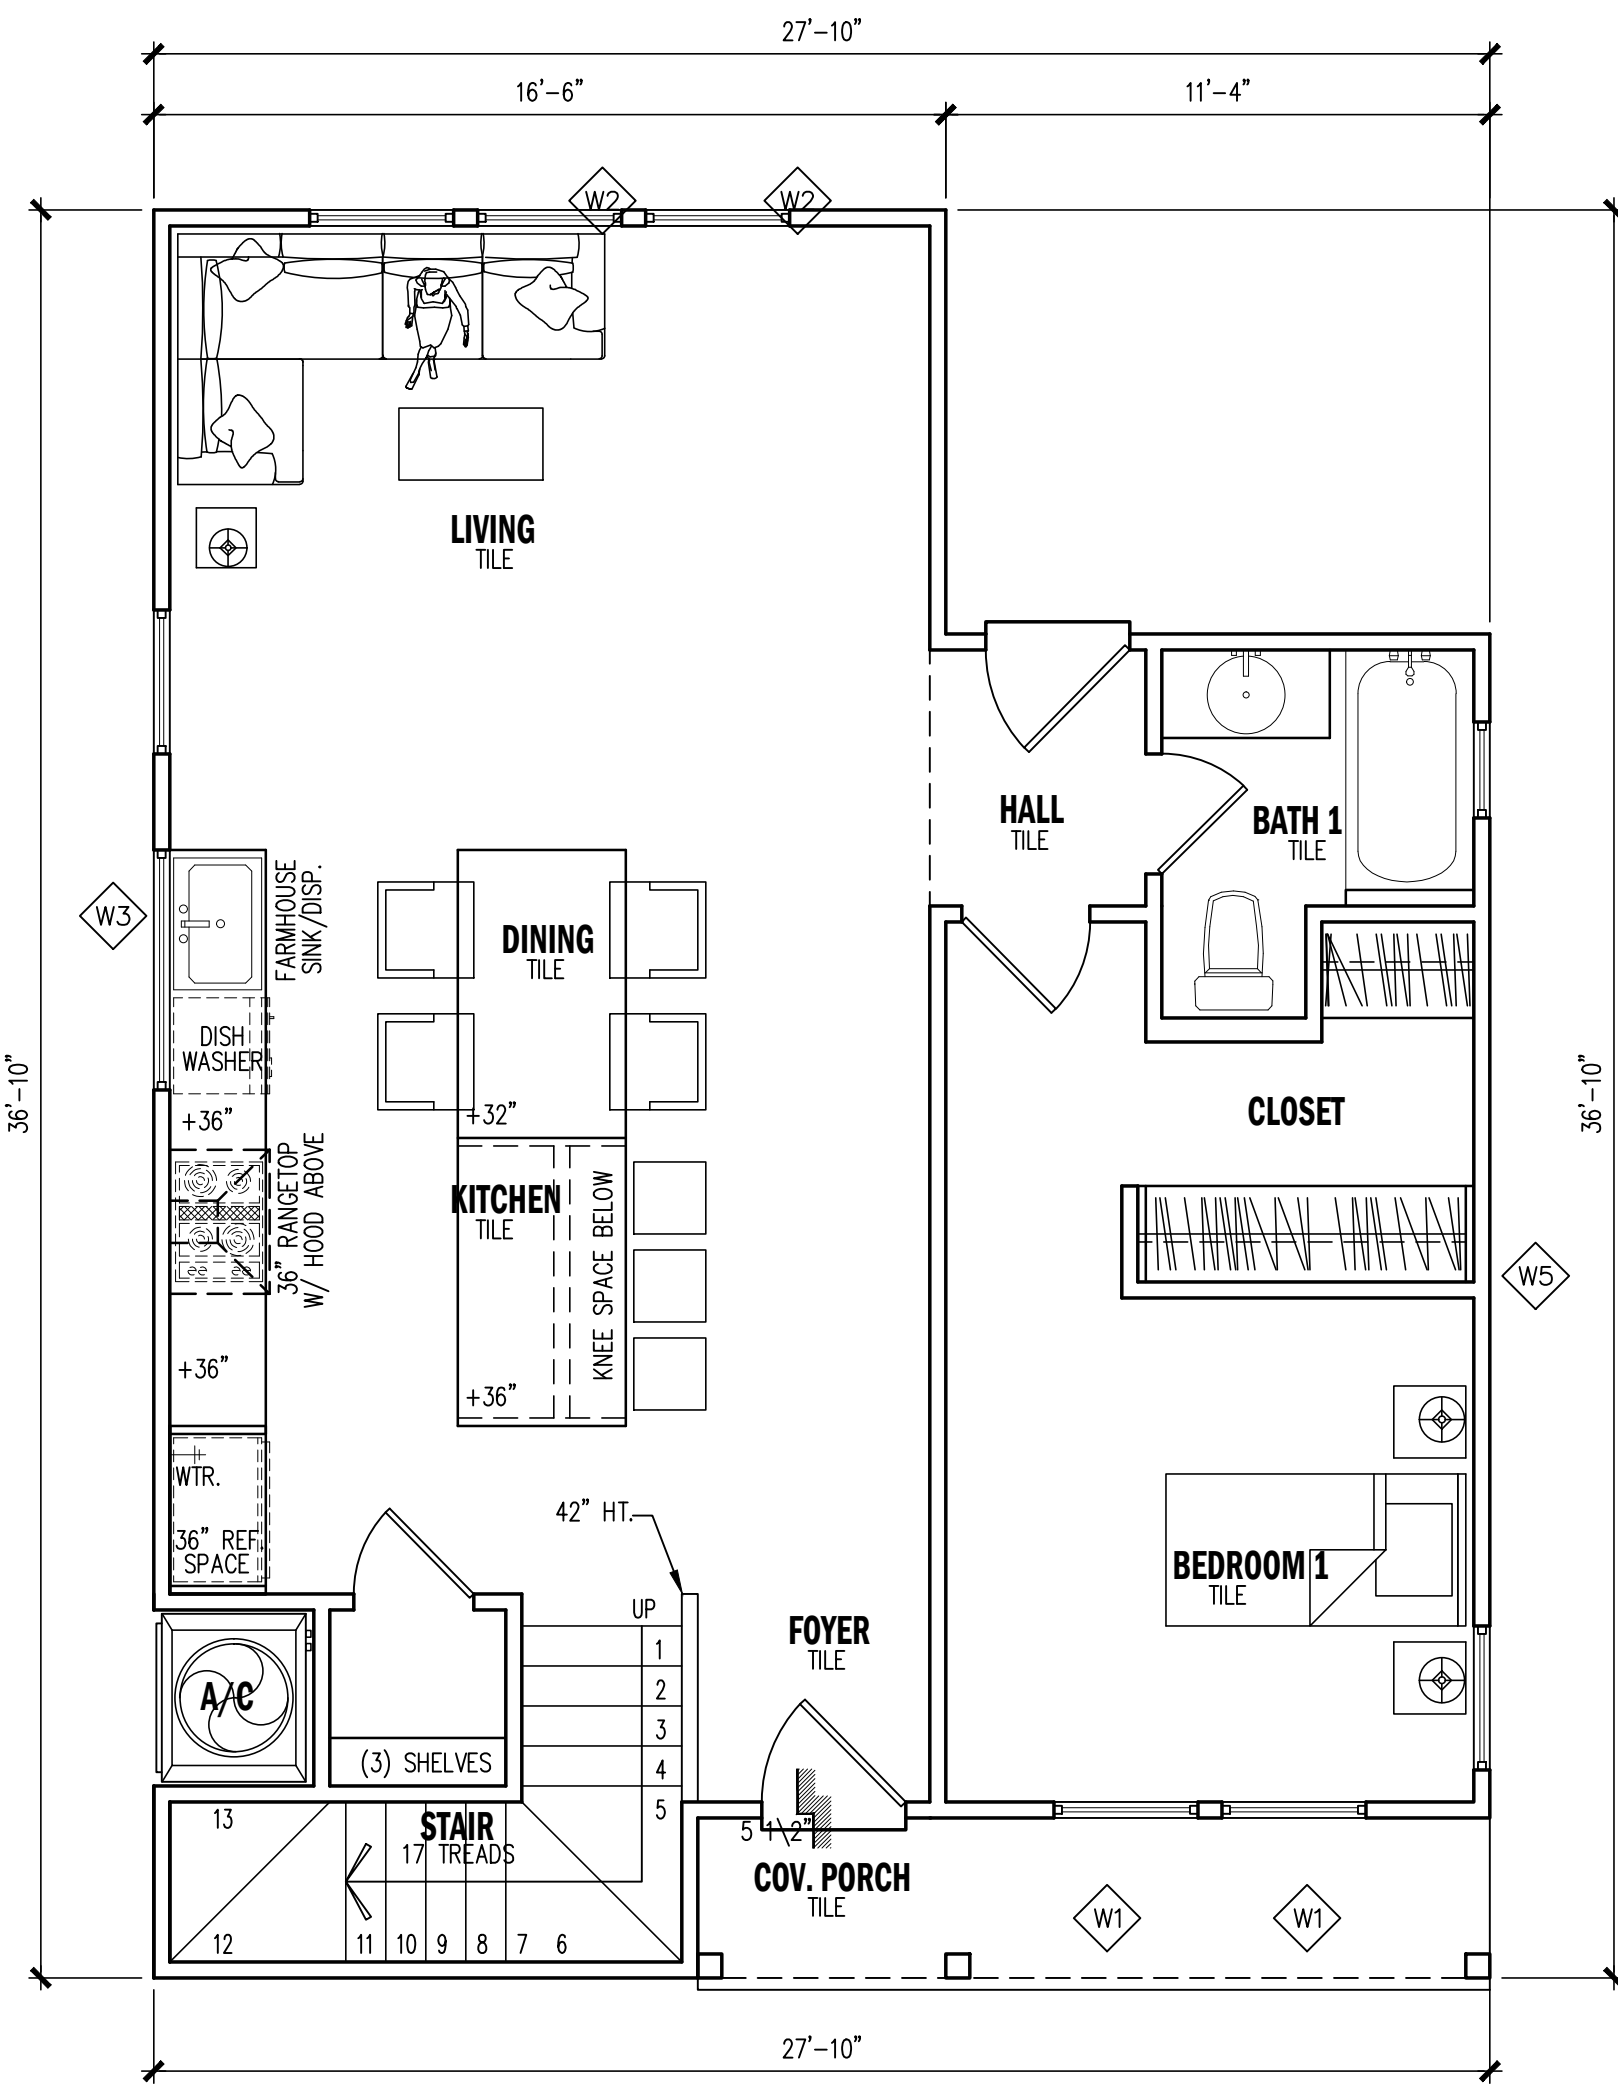 27'-10"
16'-6"
11'-4"
W2
W2
LIVING
TILE
HALL
TILE
BATH 1
TILE
W3
FARMHOUSE
SINK/DISP.
DINING
TILE
DISH
WASHER
36'-10"
36'-10"
+36"
+32"
CLOSET
36" RANGETOP
W/ HOOD ABOVE
KITCHEN
TILE
KNEE SPACE BELOW
W5
+36"
+36"
WTR.
36" REF.
SPACE
42" HT.
BEDROOM 1
TILE
UP
FOYER
TILE
1
2
3
4
5
A/C
(3) SHELVES
13
STAIR
17 TREADS
5 1\2"
COV. PORCH
TILE
W1
W1
12
11
10
9
8
7
6
27'-10"